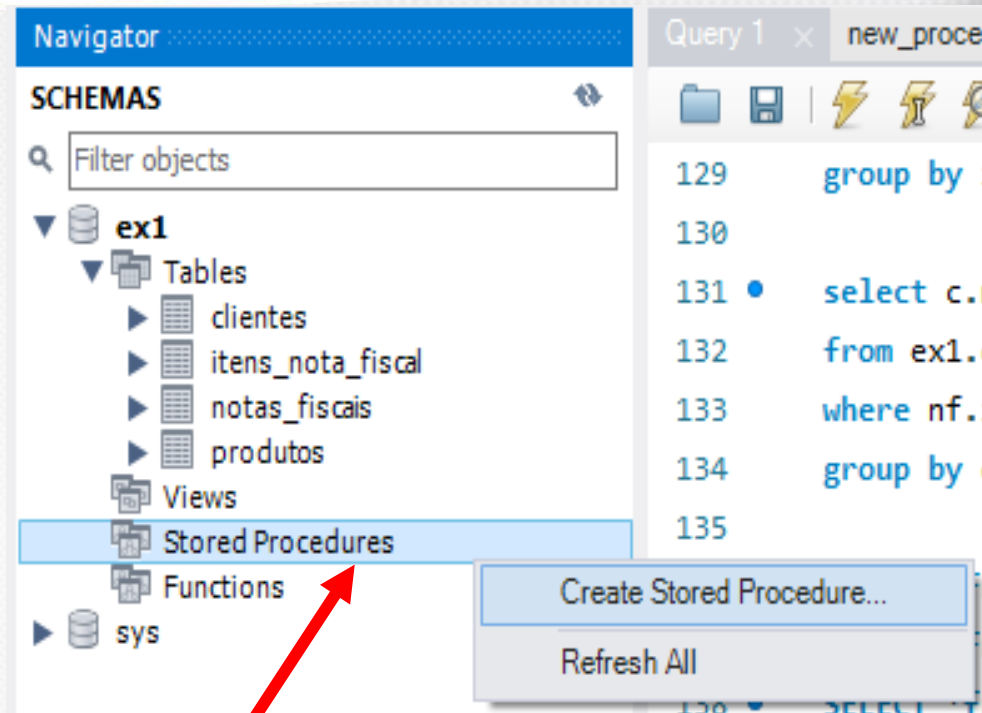 Navigator
SCHEMAS
Filter objects
ex1
Tables
clientes
itens_nota_fiscal
notas_fiscais
produtos
Views
Stored Procedures
Functions
sys
Query 1 × new_proce
129 group by
130
131 select c.
132 from ex1.
133 where nf.
134 group by
135
Create Stored Procedure...
Refresh All
138 SELECT